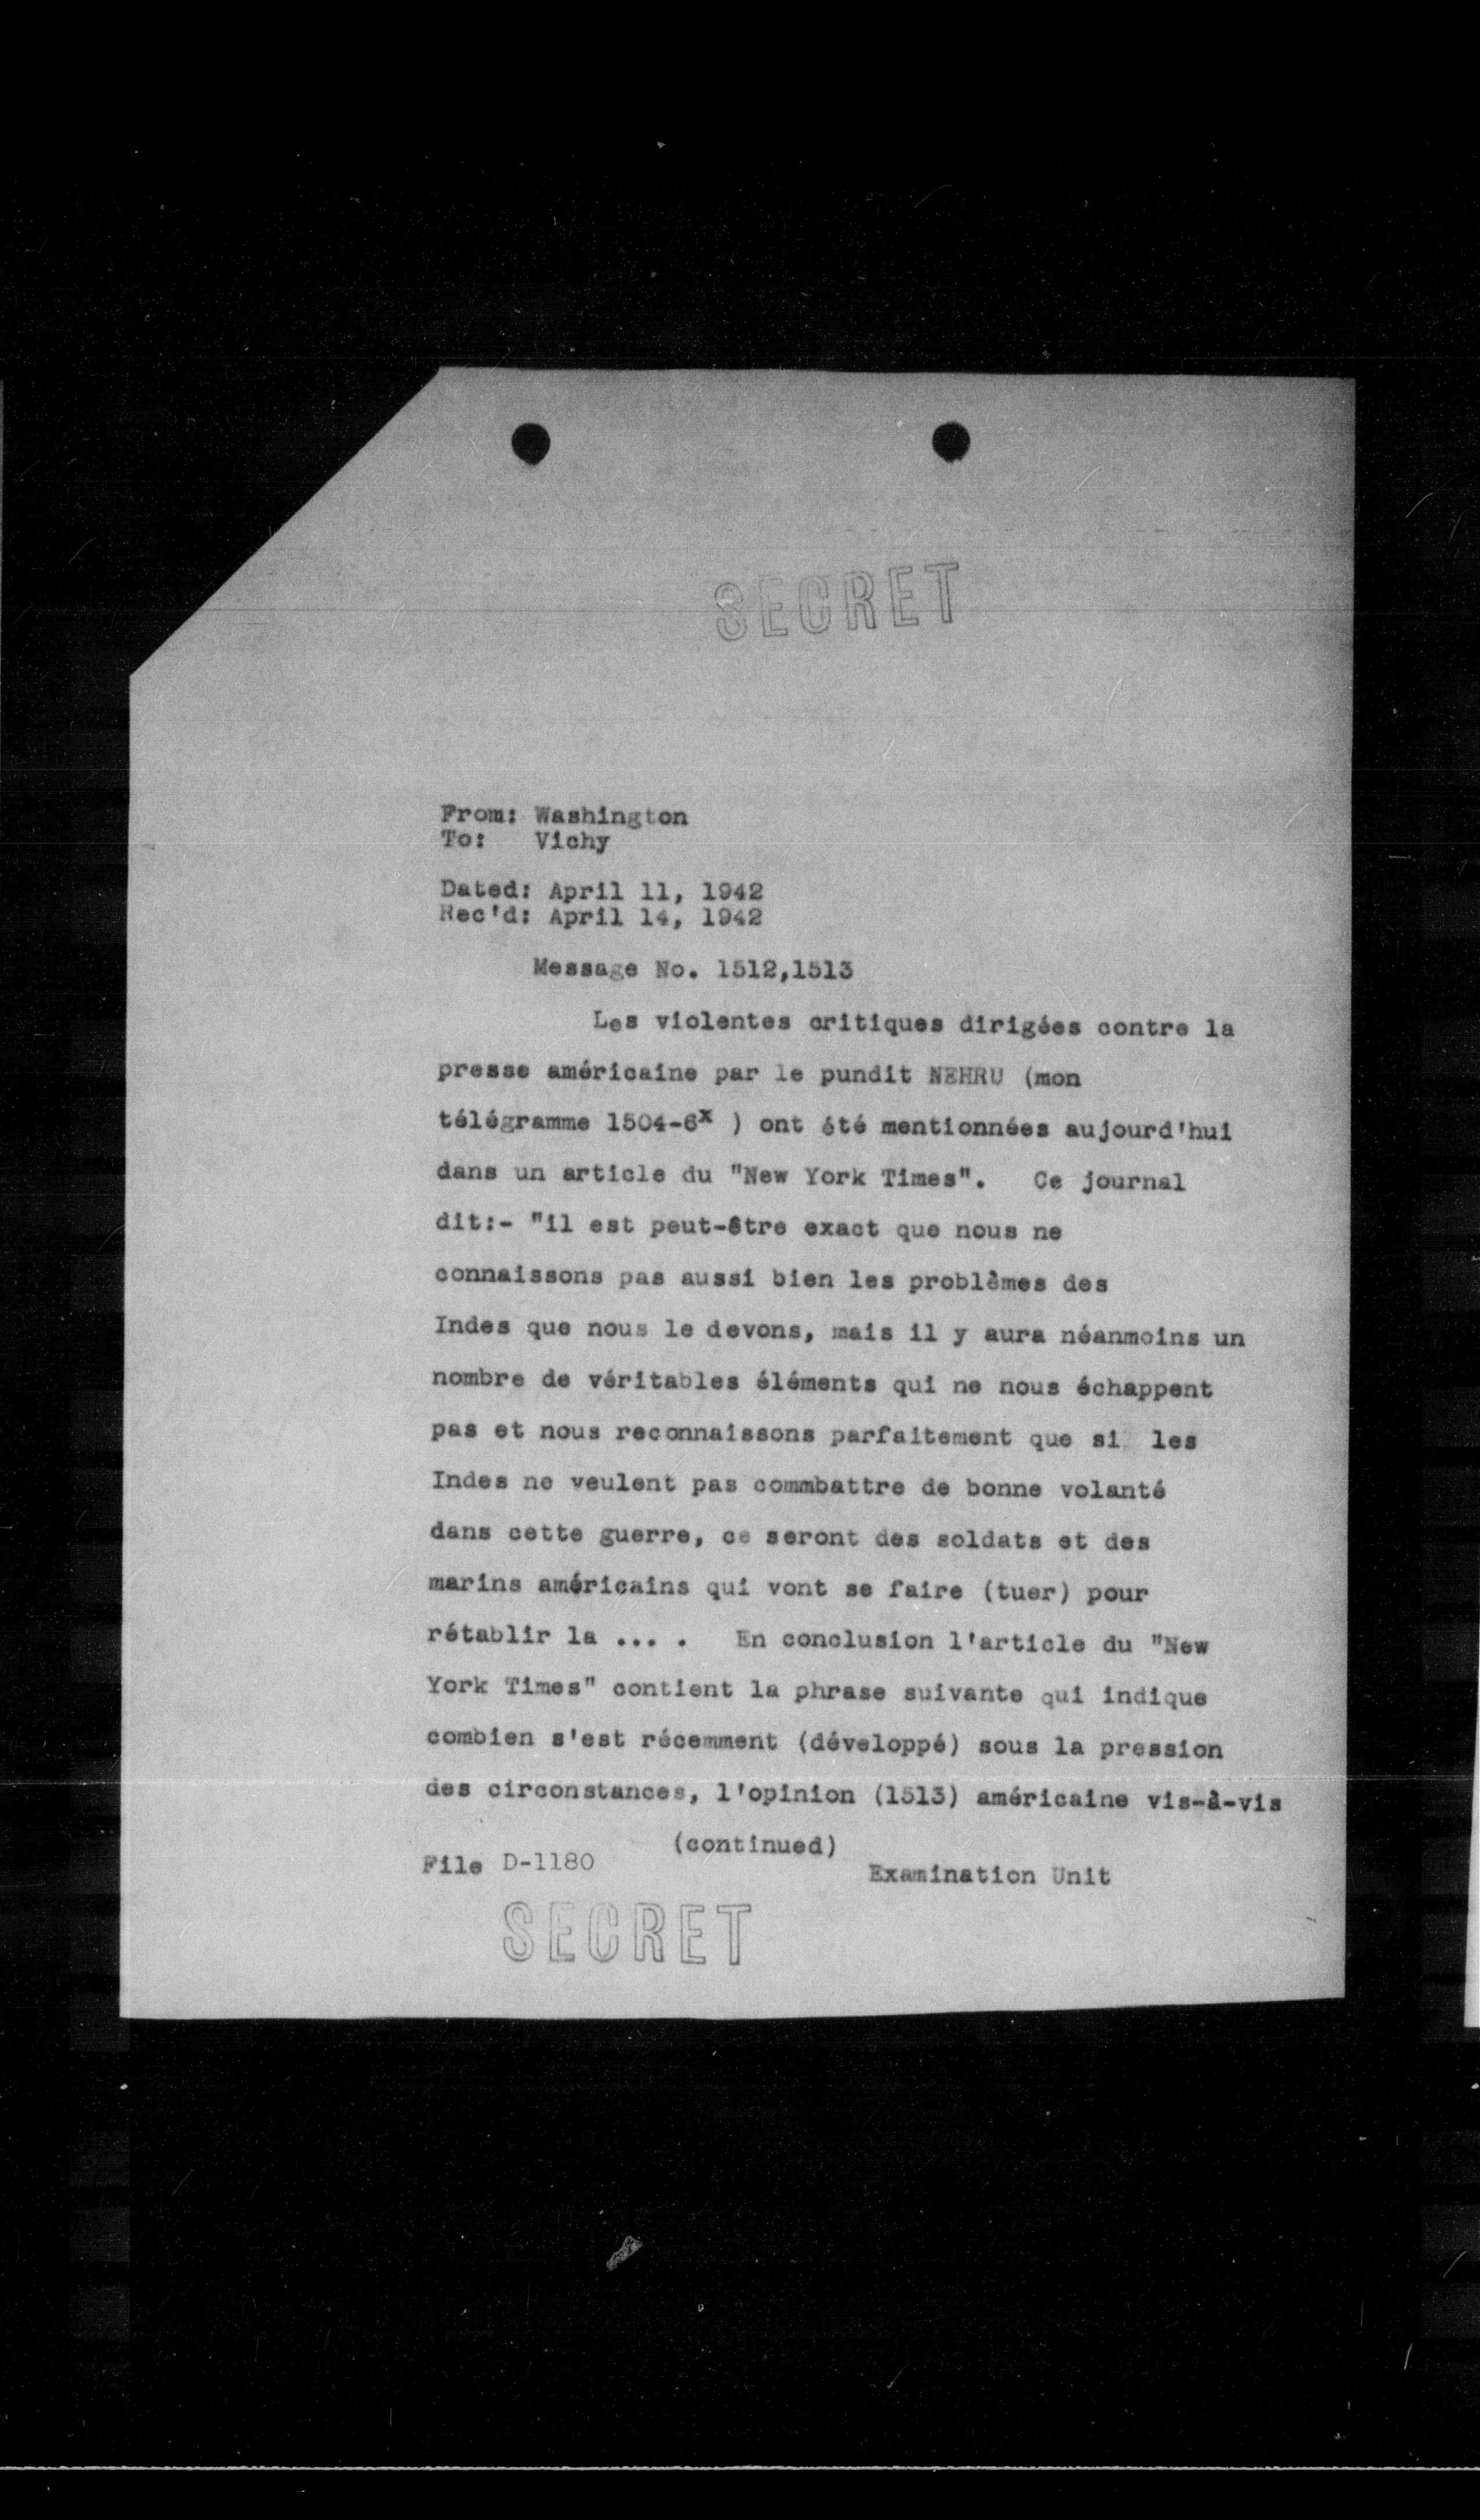 SECRET
From: Washington
To: Vichy
Dated: April 11, 1942
Rec'd: April 14, 1942
Message No. 1512,1513
Les violentes critiques dirigées contre la
presse américaine par le pundit NEHRU (mon
télégramme 1504-6x ) ont été mentionnées aujourd'hui
dans un article du "New York Times". Ce journal
dit:- "il est peut-être exact que nous ne
connaissons pas aussi bien les problèmes des
Indes que nous le devons, mais il y aura néanmoins un
nombre de véritables éléments qui ne nous échappent
pas et nous reconnaissons parfaitement que si les
Indes ne veulent pas commbattre de bonne volanté
dans cette guerre, ce seront des soldats et des
marins américains qui vont se faire (tuer) pour
rétablir la ... . En conclusion l'article du "New
York Times" contient la phrase suivante qui indique
combien s'est récemment (développé) sous la pression
des circonstances, l'opinion (1513) américaine vis-à-vis
(continued)
File D-1180
Examination Unit
SECRET